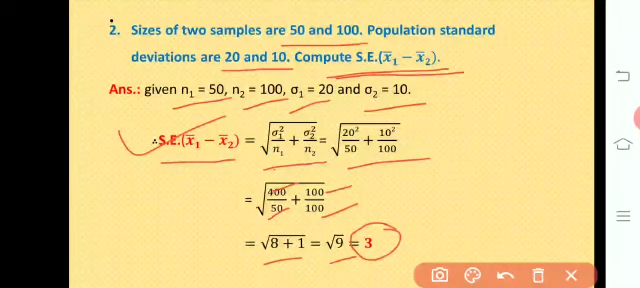 2. Sizes of two samples are 50 and 100. Population standard
deviations are 20 and 10. Compute S.E.(x̄₁ − x̄₂).
Ans.: given n₁ = 50, n₂ = 100, σ₁ = 20 and σ₂ = 10.
∴S.E.(x̄₁ − x̄₂) = √(σ₁²/n₁ + σ₂²/n₂) = √(20²/50 + 10²/100)
= √(400/50 + 100/100)
= √(8 + 1) = √9 = 3